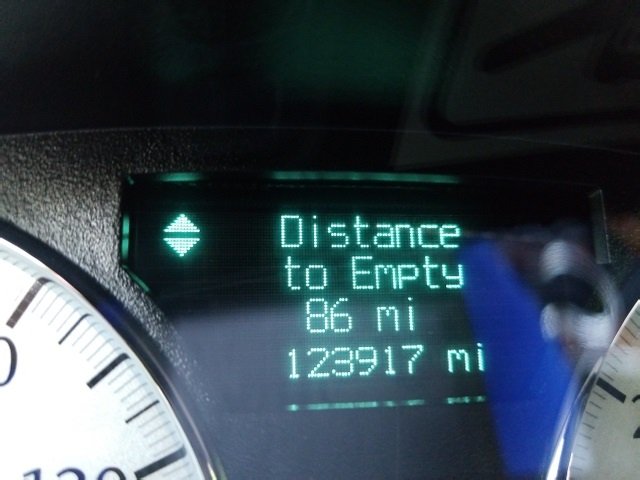 Distance
to Empty
86 mi
123917 mi